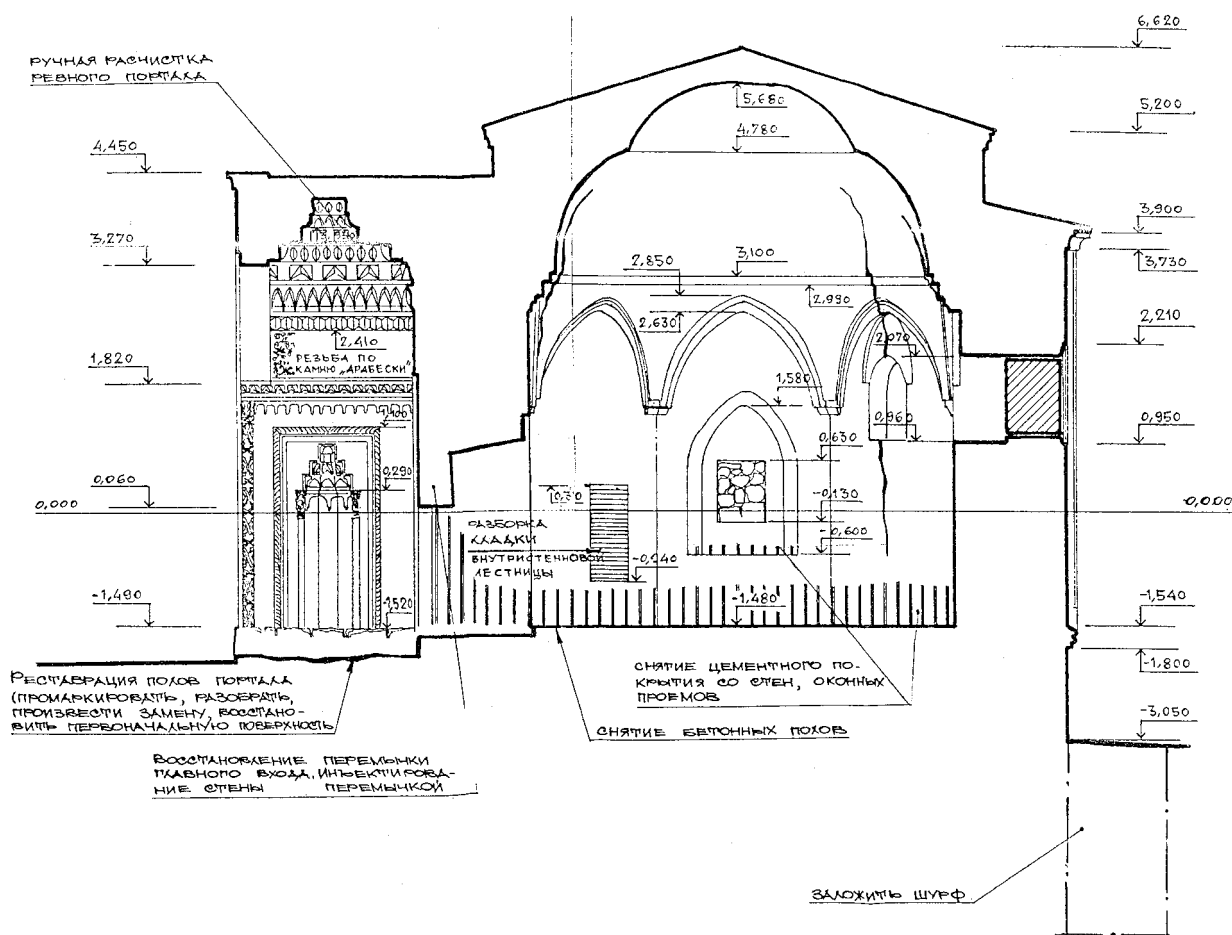 РУЧНАЯ РАСЧИСТКА
РЕВНОГО ПОРТАЛА
4,450
3,270
1,820
0,060
0,000
-1,490
2,410
РЕЗЬБА ПО
КАМНЮ „АРАБЕСКИ"
0,290
-1,520
5,680
4,780
2,850
3,100
2,990
2,630
2,070
1,580
0,960
0,630
-0,130
-0,600
-1,480
РАЗБОРКА
КЛАДКИ
ВНУТРИСТЕННОВОЙ
ЛЕСТНИЦЫ
6,620
5,200
3,900
3,730
2,210
0,950
-0,000
-1,540
-1,800
-3,050
РЕСТАВРАЦИЯ ПОЛОВ ПОРТАЛА
(ПРОМАРКИРОВАТЬ, РАЗОБРАТЬ,
ПРОИЗВЕСТИ ЗАМЕНУ, ВОССТАНО-
ВИТЬ ПЕРВОНАЧАЛЬНУЮ ПОВЕРХНОСТЬ
ВОССТАНОВЛЕНИЕ ПЕРЕМЫЧКИ
ГЛАВНОГО ВХОДА, ИНЪЕКТИРОВА-
НИЕ СТЕНЫ ПЕРЕМЫЧКОЙ
СНЯТИЕ ЦЕМЕНТНОГО ПО-
КРЫТИЯ СО СТЕН, ОКОННЫХ
ПРОЕМОВ
СНЯТИЕ БЕТОННЫХ ПОЛОВ
ЗАЛОЖИТЬ ШУРФ